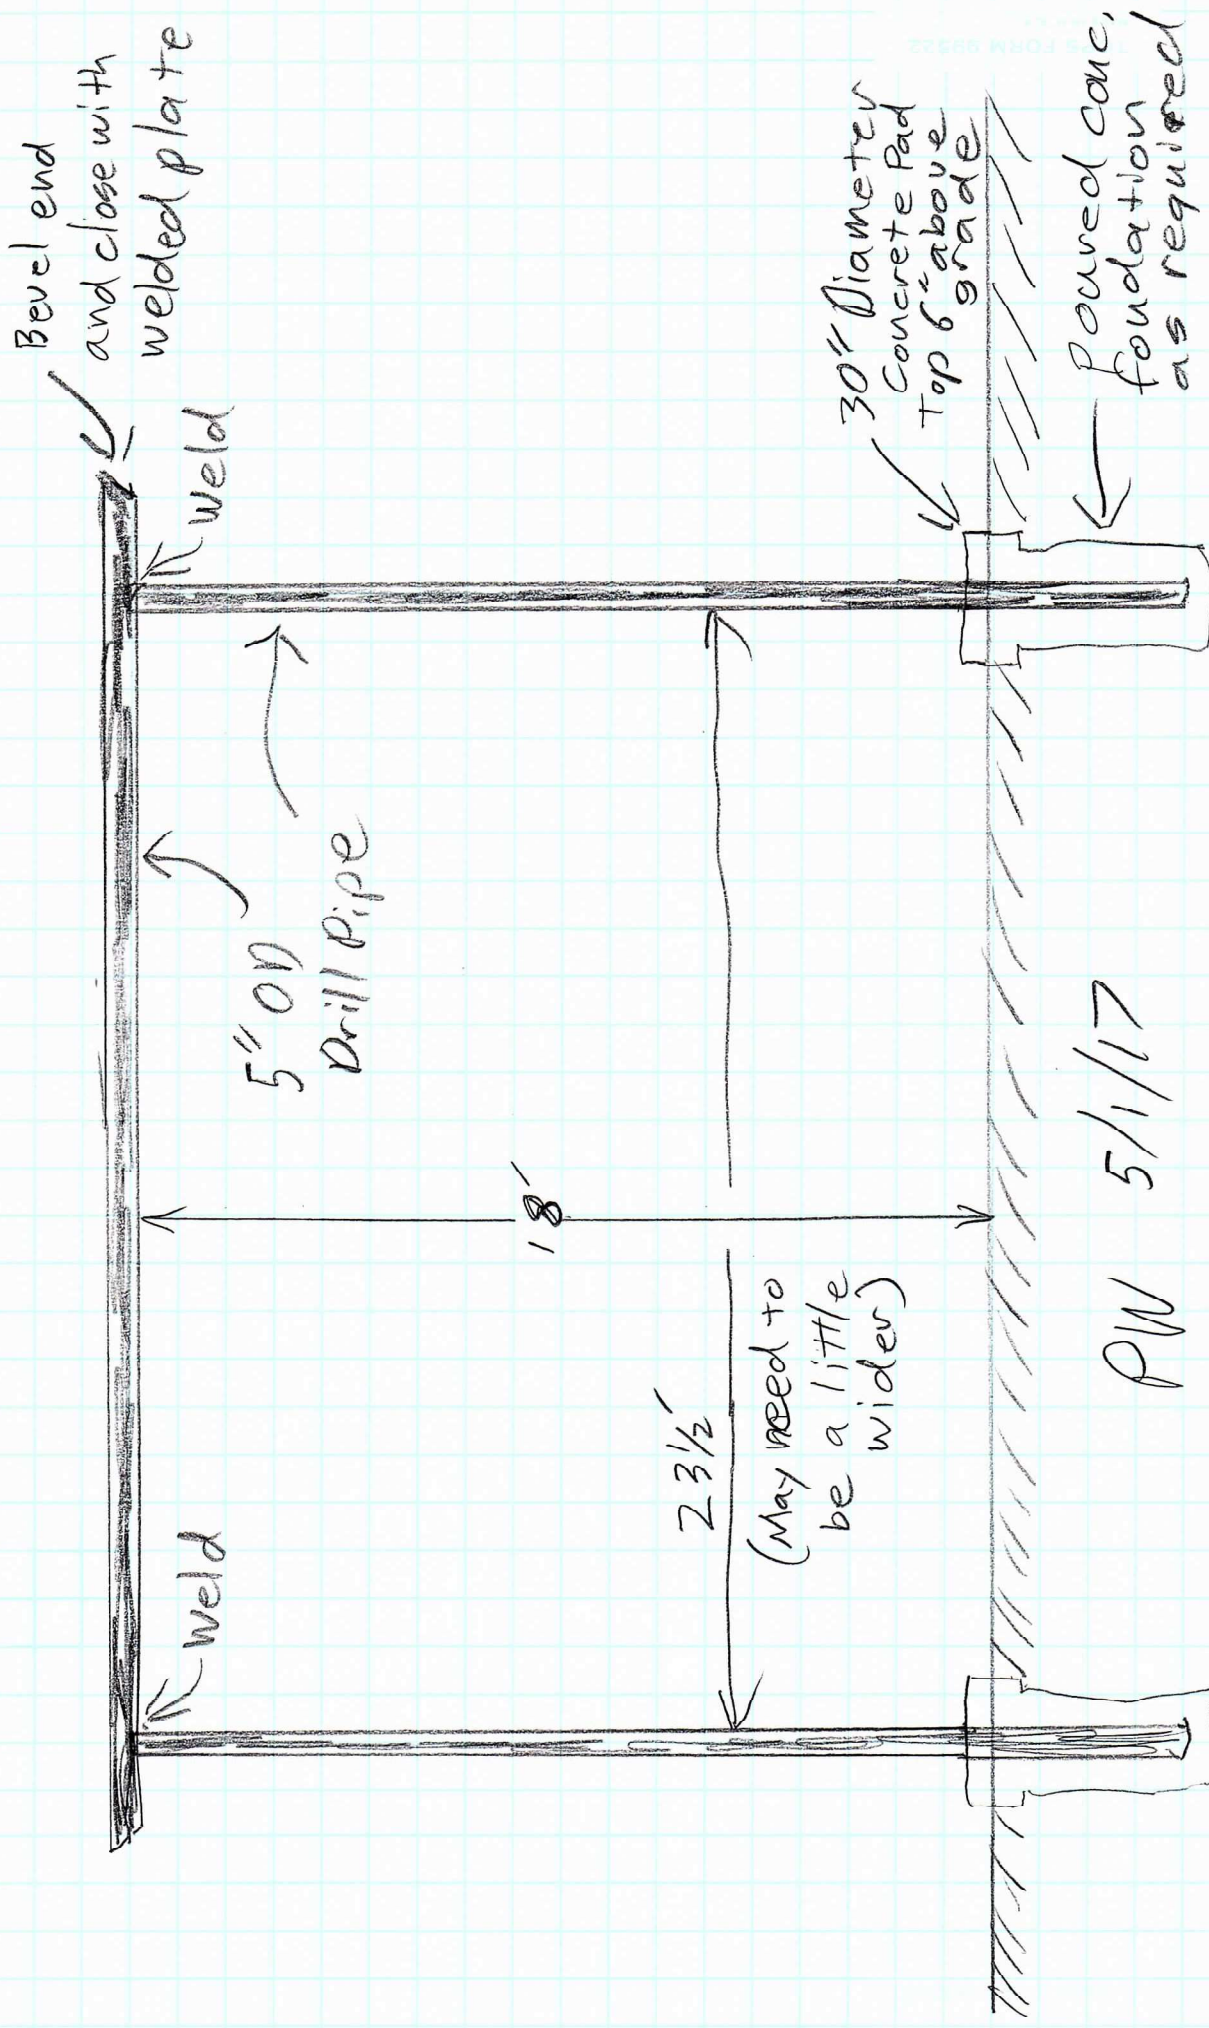 Bevel end
and close with
welded plate
Weld
Weld
5" OD
Drill Pipe
18'
23 1/2'
(May need to
be a little
wider)
30" Diameter
Concrete Pad
Top 6" above
grade
Poured conc.
foundation
as required
PW 5/1/17